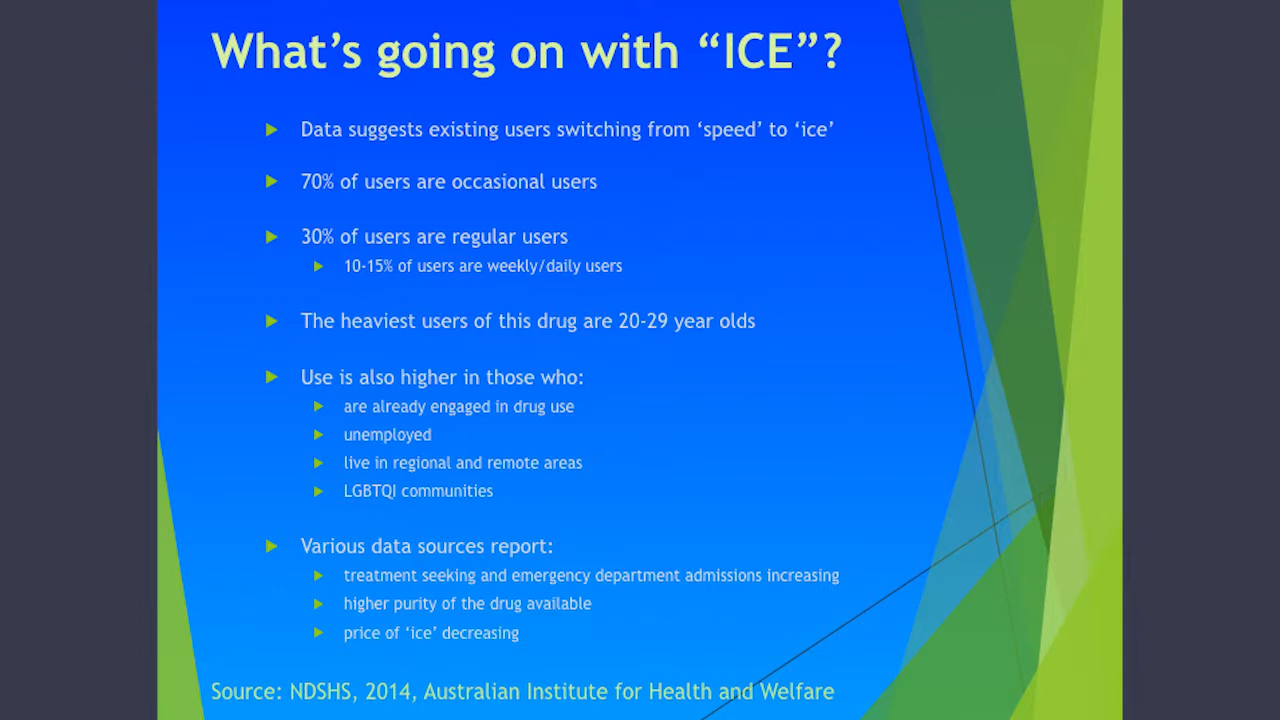 What's going on with “ICE”?
Data suggests existing users switching from ‘speed’ to ‘ice’
70% of users are occasional users
30% of users are regular users
10-15% of users are weekly/daily users
The heaviest users of this drug are 20-29 year olds
Use is also higher in those who:
are already engaged in drug use
unemployed
live in regional and remote areas
LGBTQI communities
Various data sources report:
treatment seeking and emergency department admissions increasing
higher purity of the drug available
price of ‘ice’ decreasing
Source: NDSHS, 2014, Australian Institute for Health and Welfare